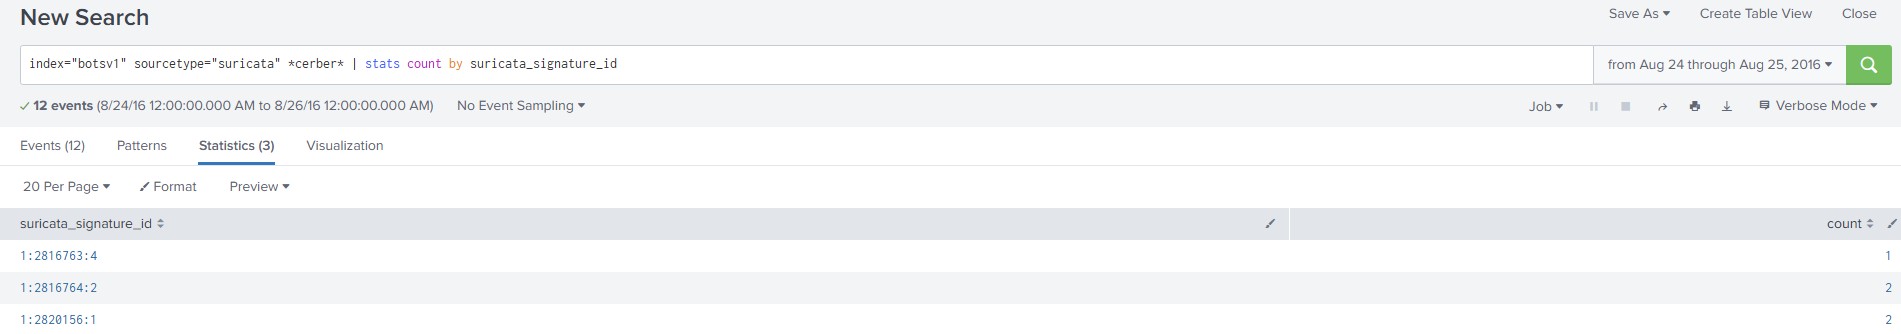 New Search
Save As Create Table View Close
index="botsv1" sourcetype="suricata" *cerber* | stats count by suricata_signature_id
from Aug 24 through Aug 25, 2016
12 events (8/24/16 12:00:00.000 AM to 8/26/16 12:00:00.000 AM) No Event Sampling
Job Verbose Mode
Events (12) Patterns Statistics (3) Visualization
20 Per Page Format Preview
suricata_signature_id count
1:2816763:4 1
1:2816764:2 2
1:2820156:1 2